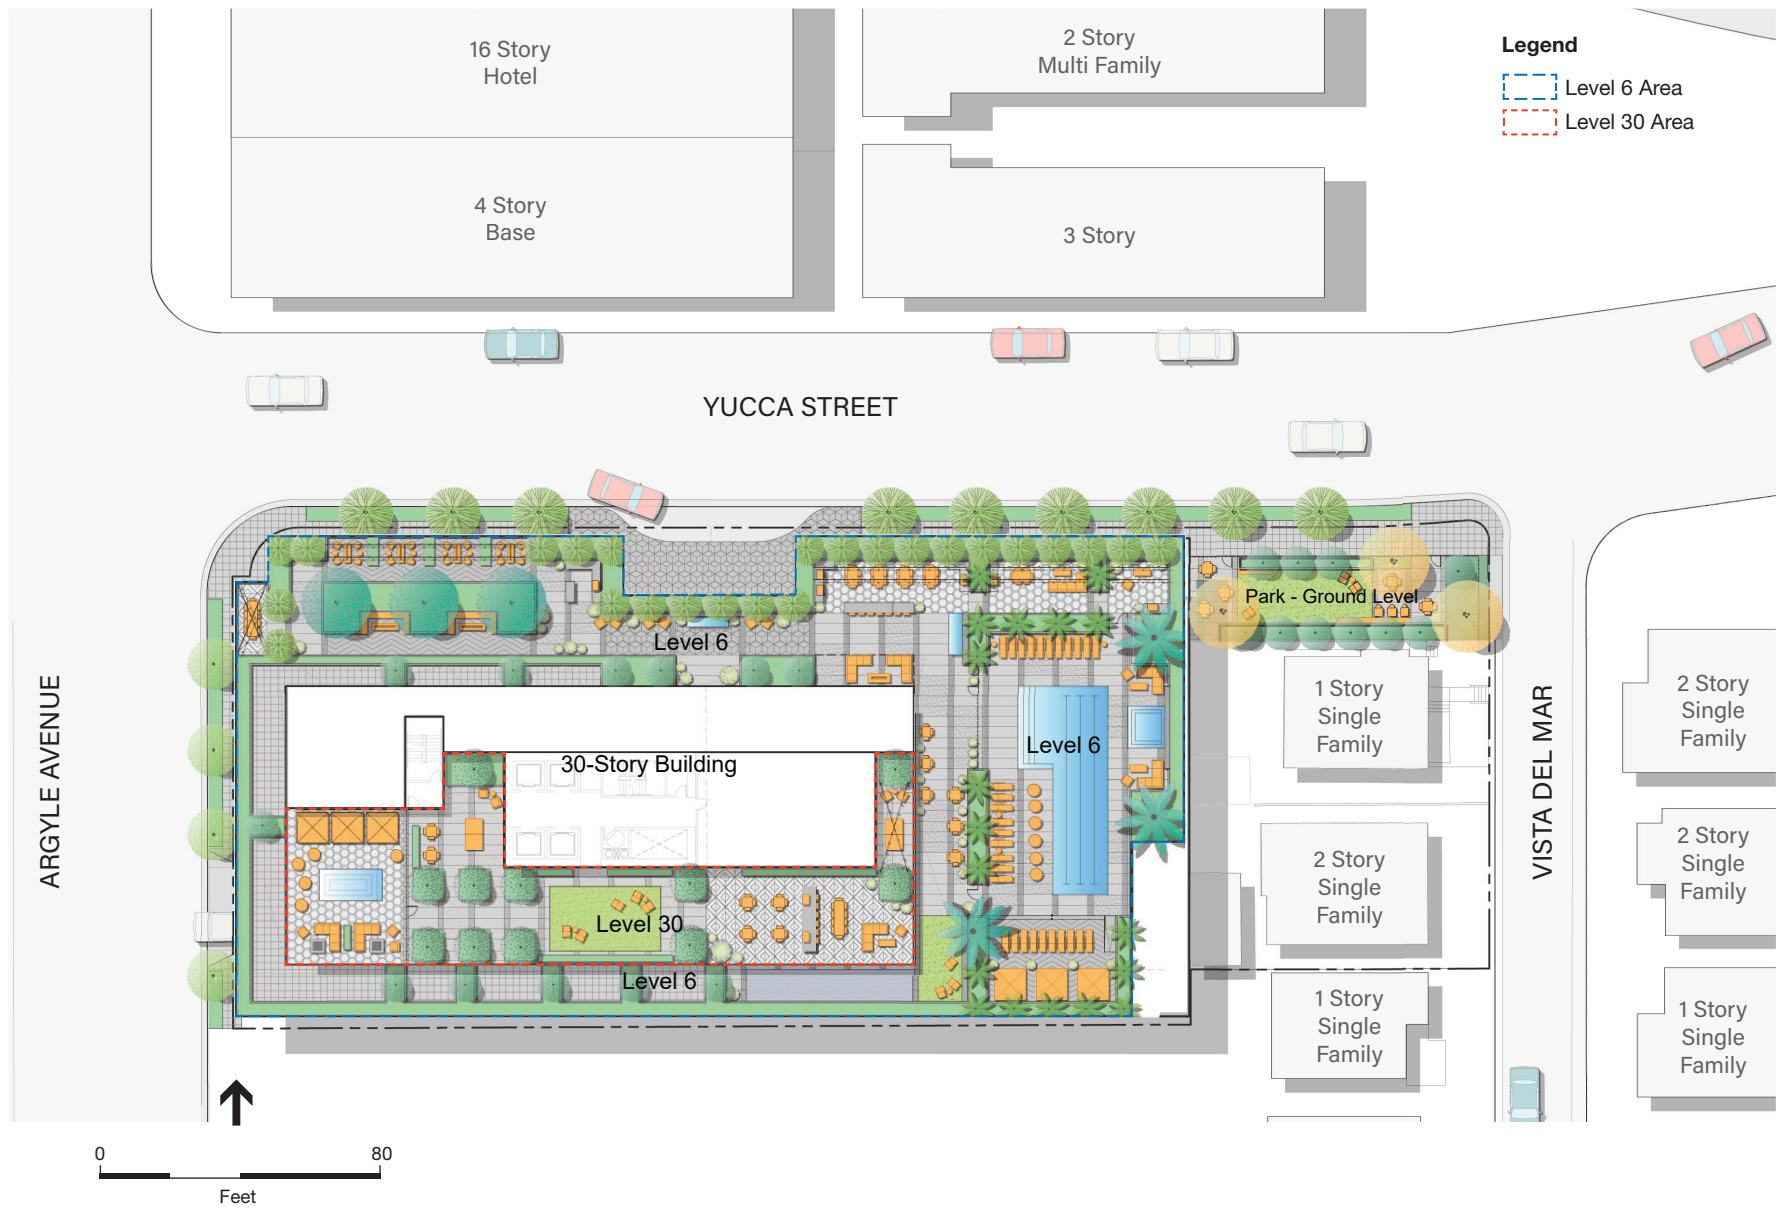 16 Story
Hotel
2 Story
Multi Family
Legend
Level 6 Area
Level 30 Area
4 Story
Base
3 Story
YUCCA STREET
Park - Ground Level
Level 6
ARGYLE AVENUE
1 Story
Single
Family
VISTA DEL MAR
2 Story
Single
Family
Level 6
30-Story Building
2 Story
Single
Family
2 Story
Single
Family
Level 30
Level 6
1 Story
Single
Family
1 Story
Single
Family
0
80
Feet